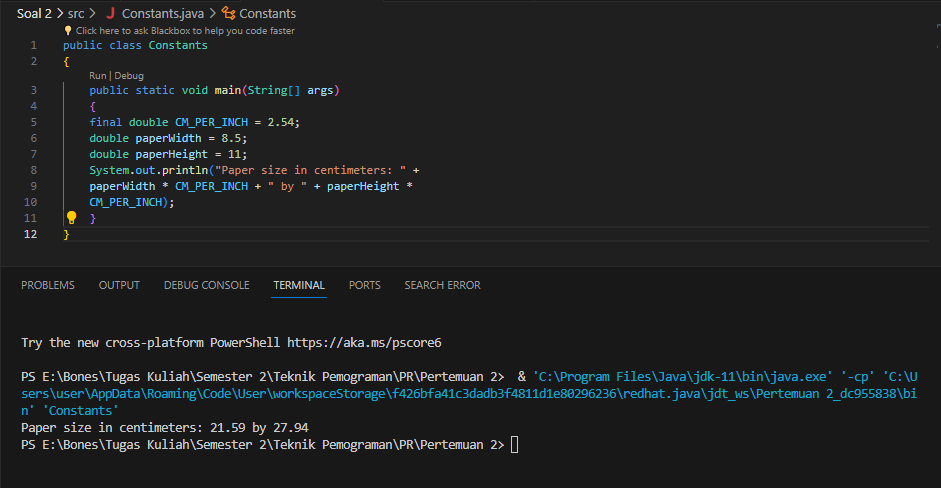 Soal 2 > src > J Constants.java > Constants
Click here to ask Blackbox to help you code faster
1 public class Constants
2 {
Run | Debug
3 public static void main(String[] args)
4 {
5 final double CM_PER_INCH = 2.54;
6 double paperWidth = 8.5;
7 double paperHeight = 11;
8 System.out.println("Paper size in centimeters: " +
9 paperWidth * CM_PER_INCH + " by " + paperHeight *
10 CM_PER_INCH);
11 }
12 }
PROBLEMS OUTPUT DEBUG CONSOLE TERMINAL PORTS SEARCH ERROR
Try the new cross-platform PowerShell https://aka.ms/pscore6
PS E:\Bones\Tugas Kuliah\Semester 2\Teknik Pemograman\PR\Pertemuan 2> & 'C:\Program Files\Java\jdk-11\bin\java.exe' '-cp' 'C:\U
sers\user\AppData\Roaming\Code\User\workspaceStorage\f426bfa41c3dadb3f4811d1e80296236\redhat.java\jdt_ws\Pertemuan 2_dc955838\bi
n' 'Constants'
Paper size in centimeters: 21.59 by 27.94
PS E:\Bones\Tugas Kuliah\Semester 2\Teknik Pemograman\PR\Pertemuan 2>